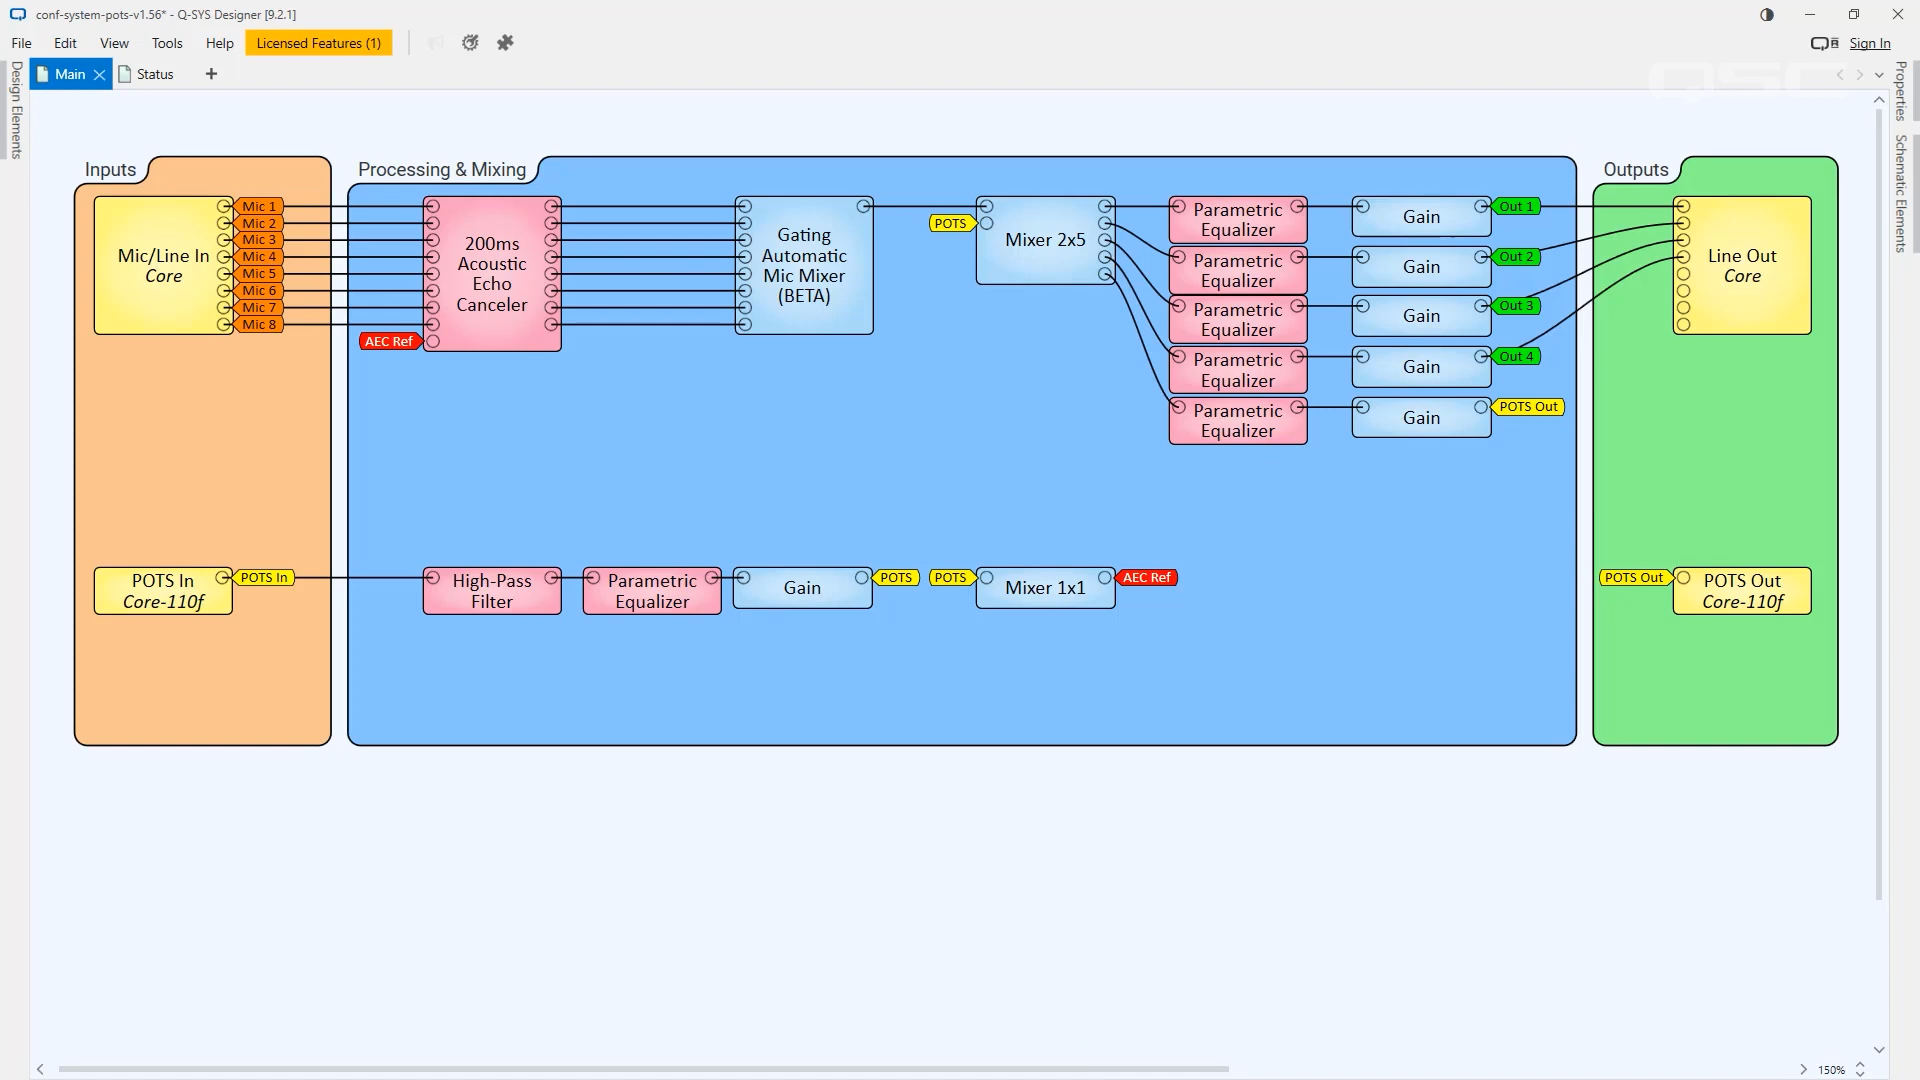 conf-system-pots-v1.56* - Q-SYS Designer [9.2.1]
File Edit View Tools Help Licensed Features (1)
Sign In
Main Status
Design Elements
Properties
Schematic Elements
QSC
Inputs
Mic/Line In
Core
Mic 1
Mic 2
Mic 3
Mic 4
Mic 5
Mic 6
Mic 7
Mic 8
POTS In
Core-110f
POTS In
Processing & Mixing
200ms
Acoustic
Echo
Canceler
AEC Ref
Gating
Automatic
Mic Mixer
(BETA)
POTS
Mixer 2x5
Parametric
Equalizer
Gain
Out 1
Parametric
Equalizer
Gain
Out 2
Parametric
Equalizer
Gain
Out 3
Parametric
Equalizer
Gain
Out 4
Parametric
Equalizer
Gain
POTS Out
High-Pass
Filter
Parametric
Equalizer
Gain
POTS
POTS
Mixer 1x1
AEC Ref
Outputs
Line Out
Core
POTS Out
POTS Out
Core-110f
150%